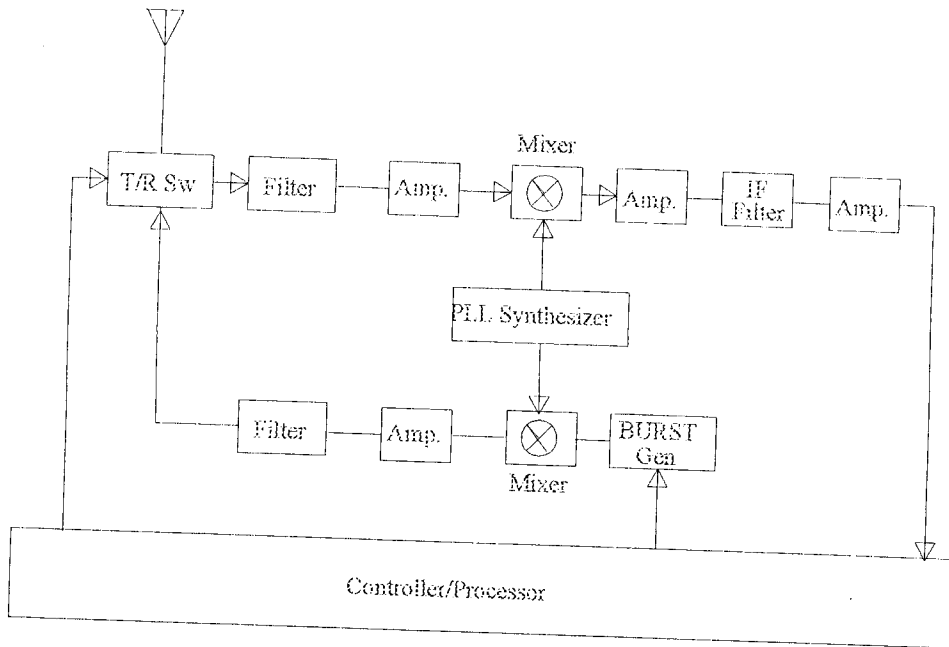 Mixer
T/R Sw
Filter
Amp.
Amp.
IF
Filter
Amp.
PLL Synthesizer
Filter
Amp.
BURST
Gen
Mixer
Controller/Processor